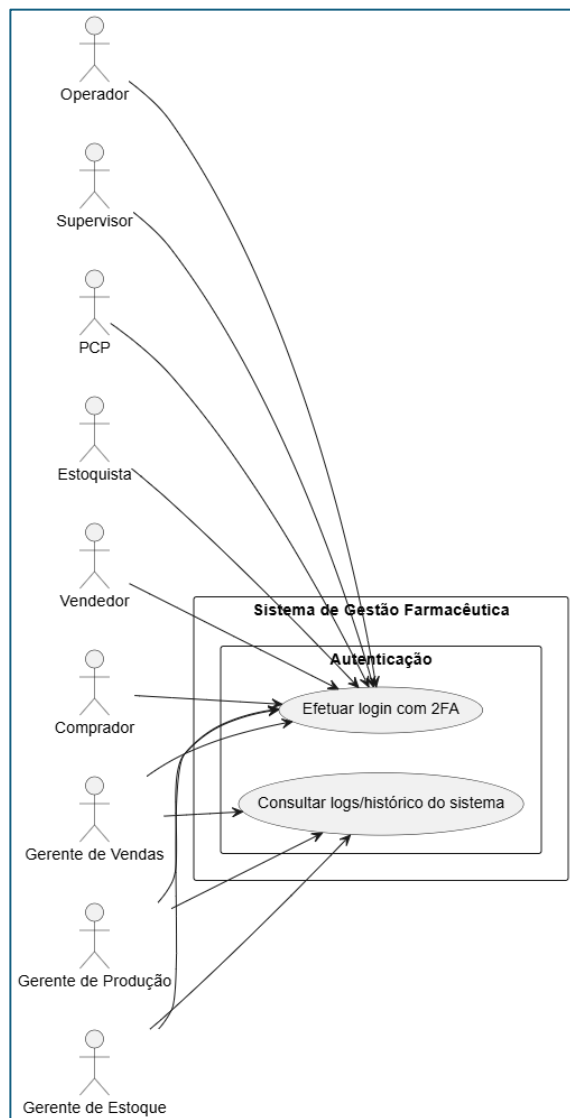 Operador
Supervisor
PCP
Estoquista
Vendedor
Sistema de Gestão Farmacêutica
Autenticação
Efetuar login com 2FA
Comprador
Consultar logs/histórico do sistema
Gerente de Vendas
Gerente de Produção
Gerente de Estoque